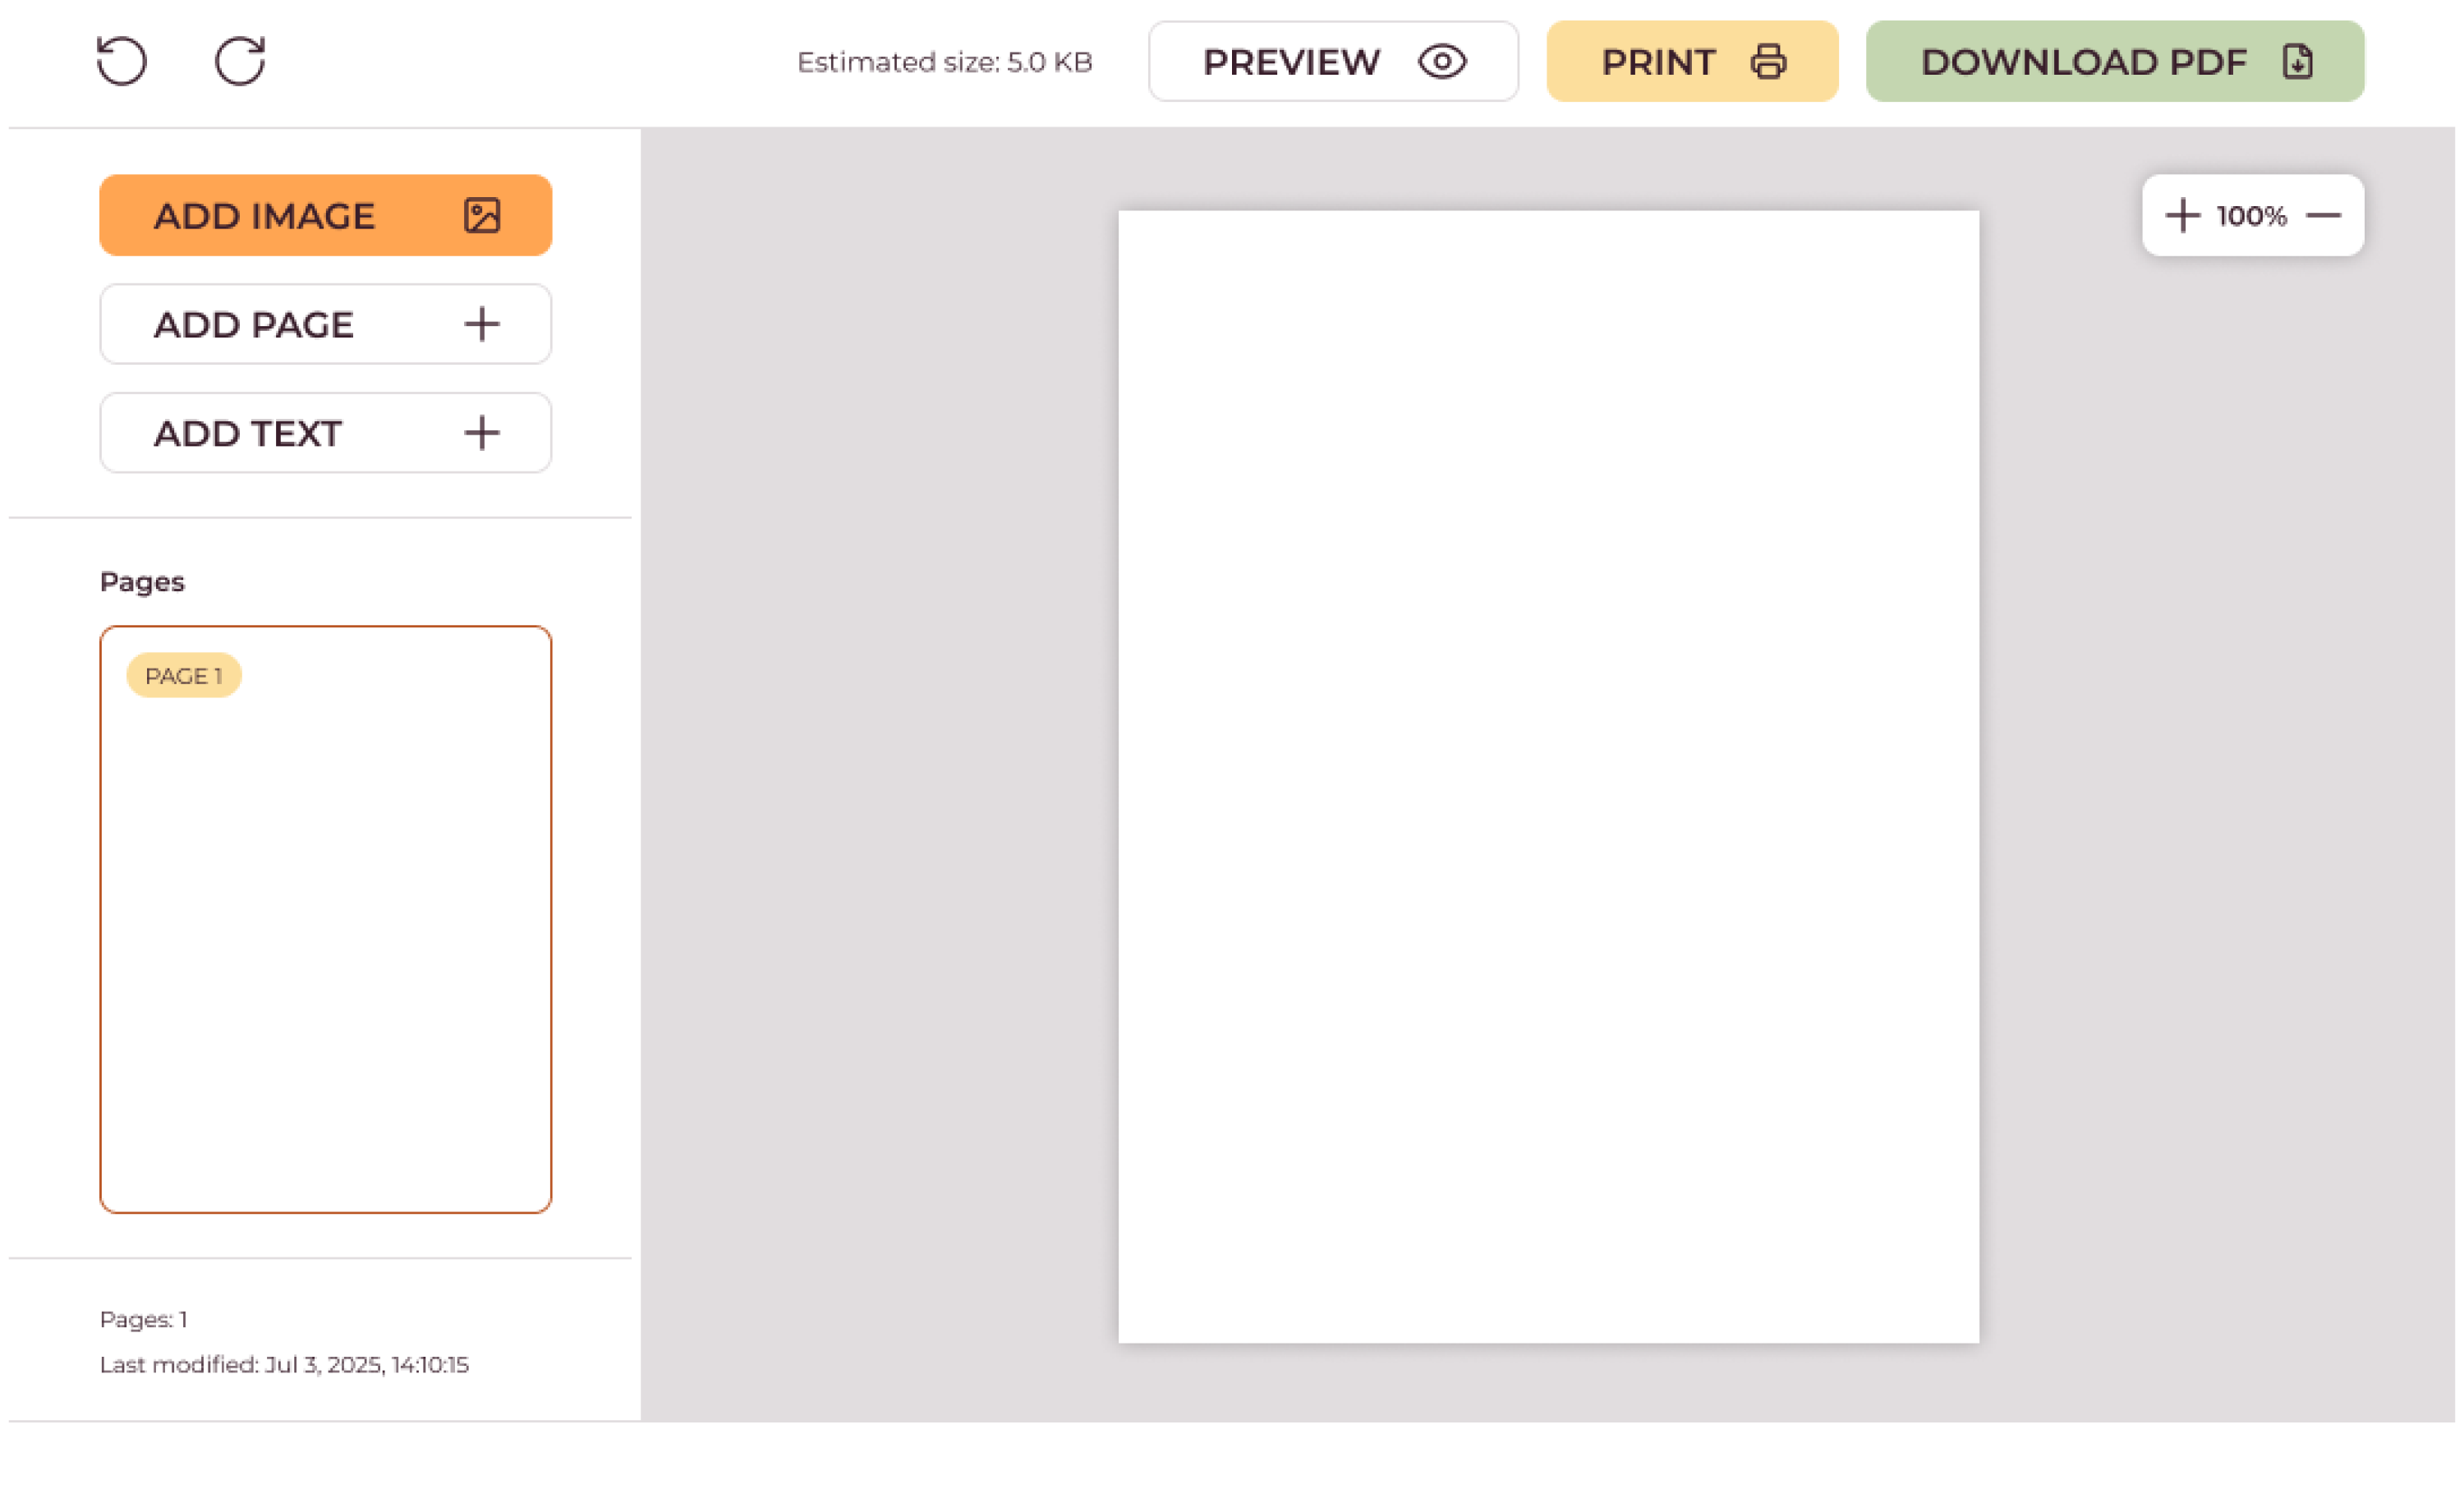 Estimated size: 5.0 KB
PREVIEW
PRINT
DOWNLOAD PDF
ADD IMAGE
100%
ADD PAGE
ADD TEXT
Pages
PAGE 1
Pages: 1
Last modified: Jul 3, 2025, 14:10:15